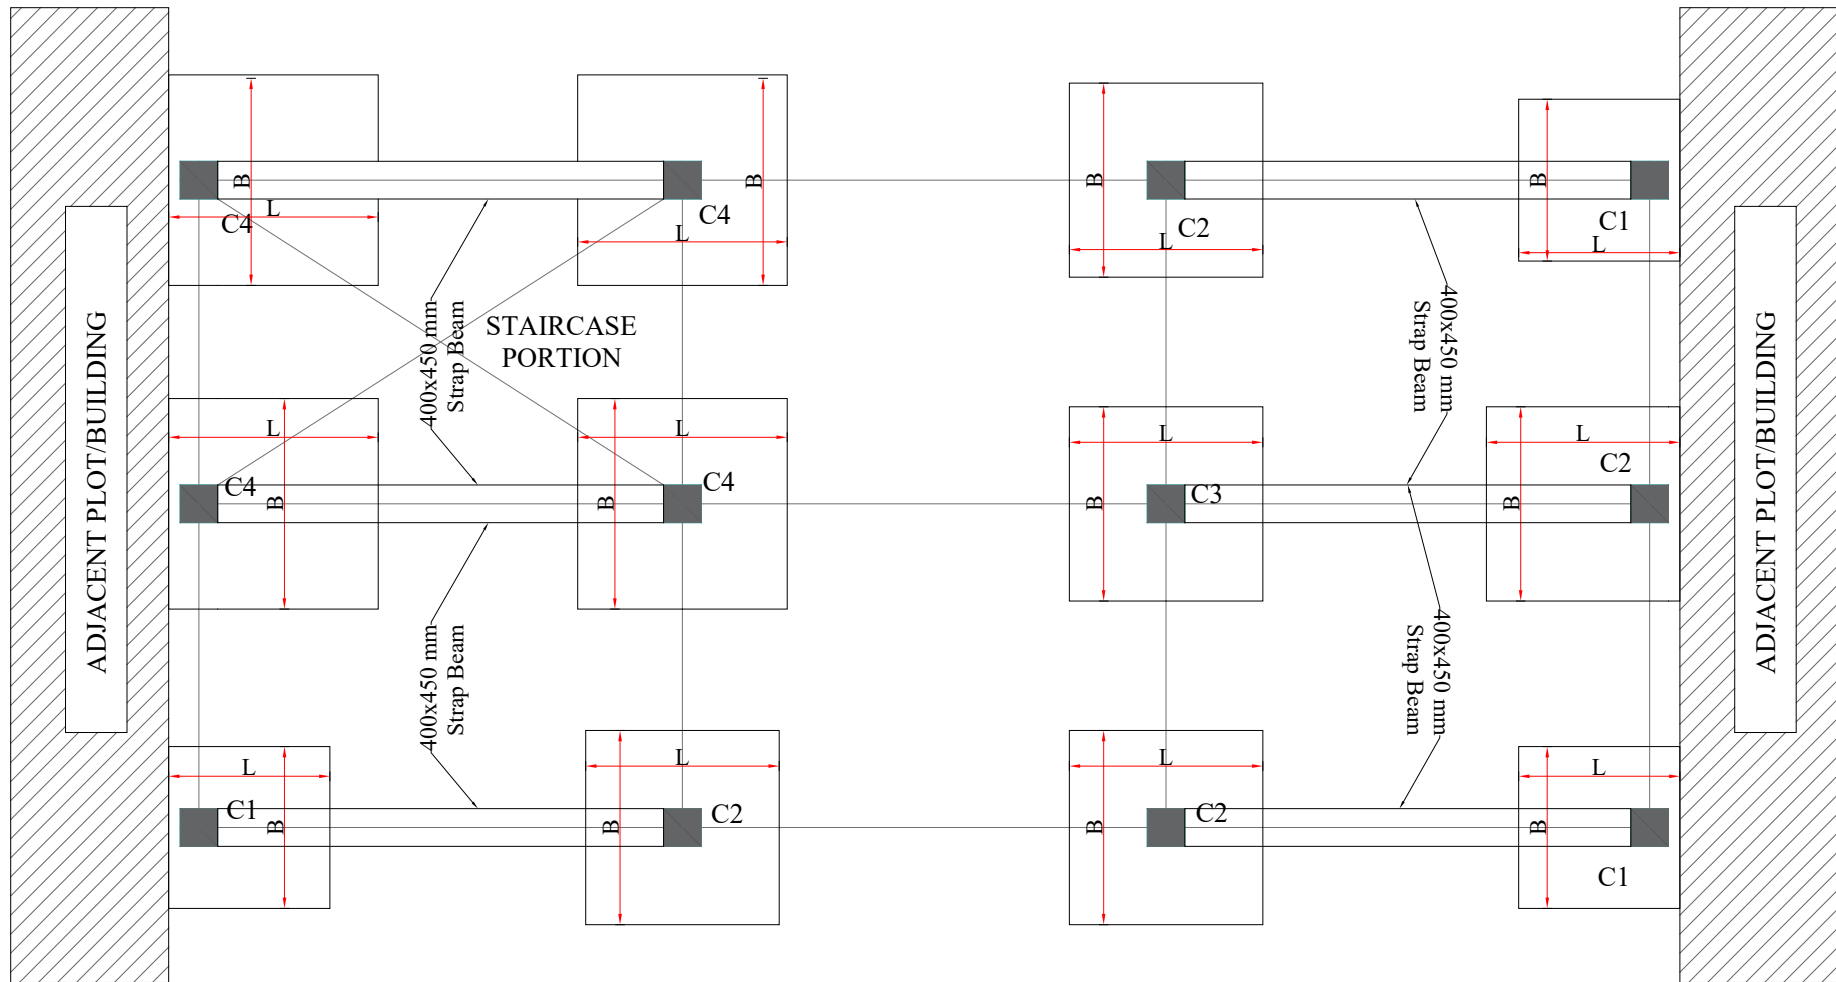 B
L
C4
B
L
C4
B
L
C2
B
L
C1
ADJACENT PLOT/BUILDING
400x450 mm
Strap Beam
STAIRCASE
PORTION
400x450 mm
Strap Beam
ADJACENT PLOT/BUILDING
L
B
C4
L
B
C4
L
B
C3
L
B
C2
400x450 mm
Strap Beam
400x450 mm
Strap Beam
L
B
C1
L
B
C2
L
B
C2
L
B
C1